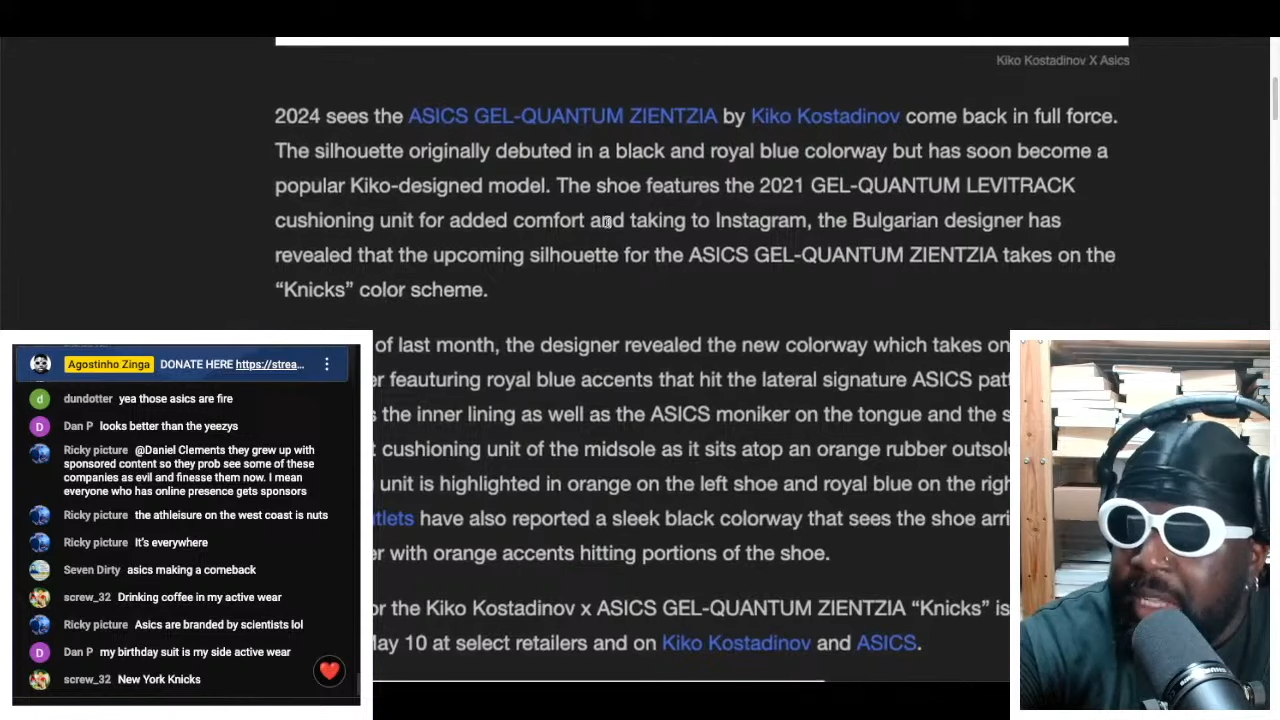 Kiko Kostadinov X Asics
2024 sees the ASICS GEL-QUANTUM ZIENTZIA by Kiko Kostadinov come back in full force.
The silhouette originally debuted in a black and royal blue colorway but has soon become a
popular Kiko-designed model. The shoe features the 2021 GEL-QUANTUM LEVITRACK
cushioning unit for added comfort and taking to Instagram, the Bulgarian designer has
revealed that the upcoming silhouette for the ASICS GEL-QUANTUM ZIENTZIA takes on the
“Knicks” color scheme.
of last month, the designer revealed the new colorway which takes on
er feauturing royal blue accents that hit the lateral signature ASICS
s the inner lining as well as the ASICS moniker on the tongue and the s
t cushioning unit of the midsole as it sits atop an orange rubber
unit is highlighted in orange on the left shoe and royal blue on the
utlets have also reported a sleek black colorway that sees the shoe
er with orange accents hitting portions of the shoe.
or the Kiko Kostadinov x ASICS GEL-QUANTUM ZIENTZIA “Knicks” is
May 10 at select retailers and on Kiko Kostadinov and ASICS.
Agostinho Zinga DONATE HERE https://strea...
d dundotter yea those asics are fire
D Dan P looks better than the yeezys
Ricky picture @Daniel Clements they grew up with
sponsored content so they prob see some of these
companies as evil and finesse them now. I mean
everyone who has online presence gets sponsors
Ricky picture the athleisure on the west coast is nuts
Ricky picture It’s everywhere
Seven Dirty asics making a comeback
screw_32 Drinking coffee in my active wear
Ricky picture Asics are branded by scientists lol
D Dan P my birthday suit is my side active wear
screw_32 New York Knicks